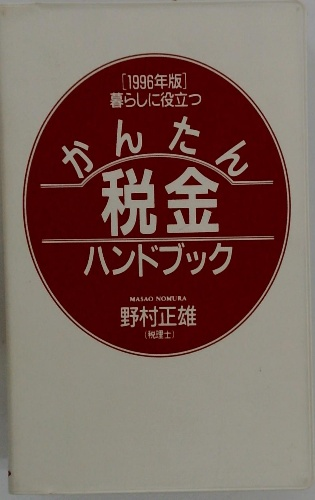 [1996年版]
暮らしに役立つ
かんたん
税金
ハンドブック
MASAO NOMURA
野村正雄
(税理士)